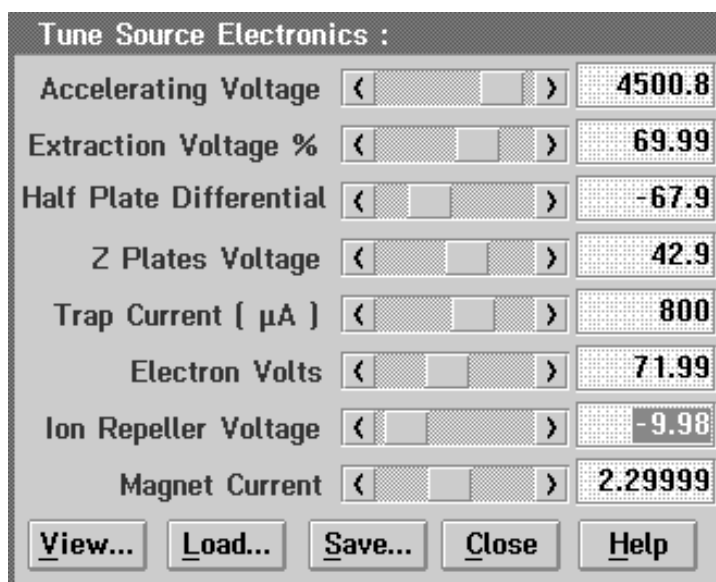 Tune Source Electronics :
Accelerating Voltage 4500.8
Extraction Voltage % 69.99
Half Plate Differential -67.9
Z Plates Voltage 42.9
Trap Current ( µA ) 800
Electron Volts 71.99
Ion Repeller Voltage -9.98
Magnet Current 2.29999
View... Load... Save... Close Help